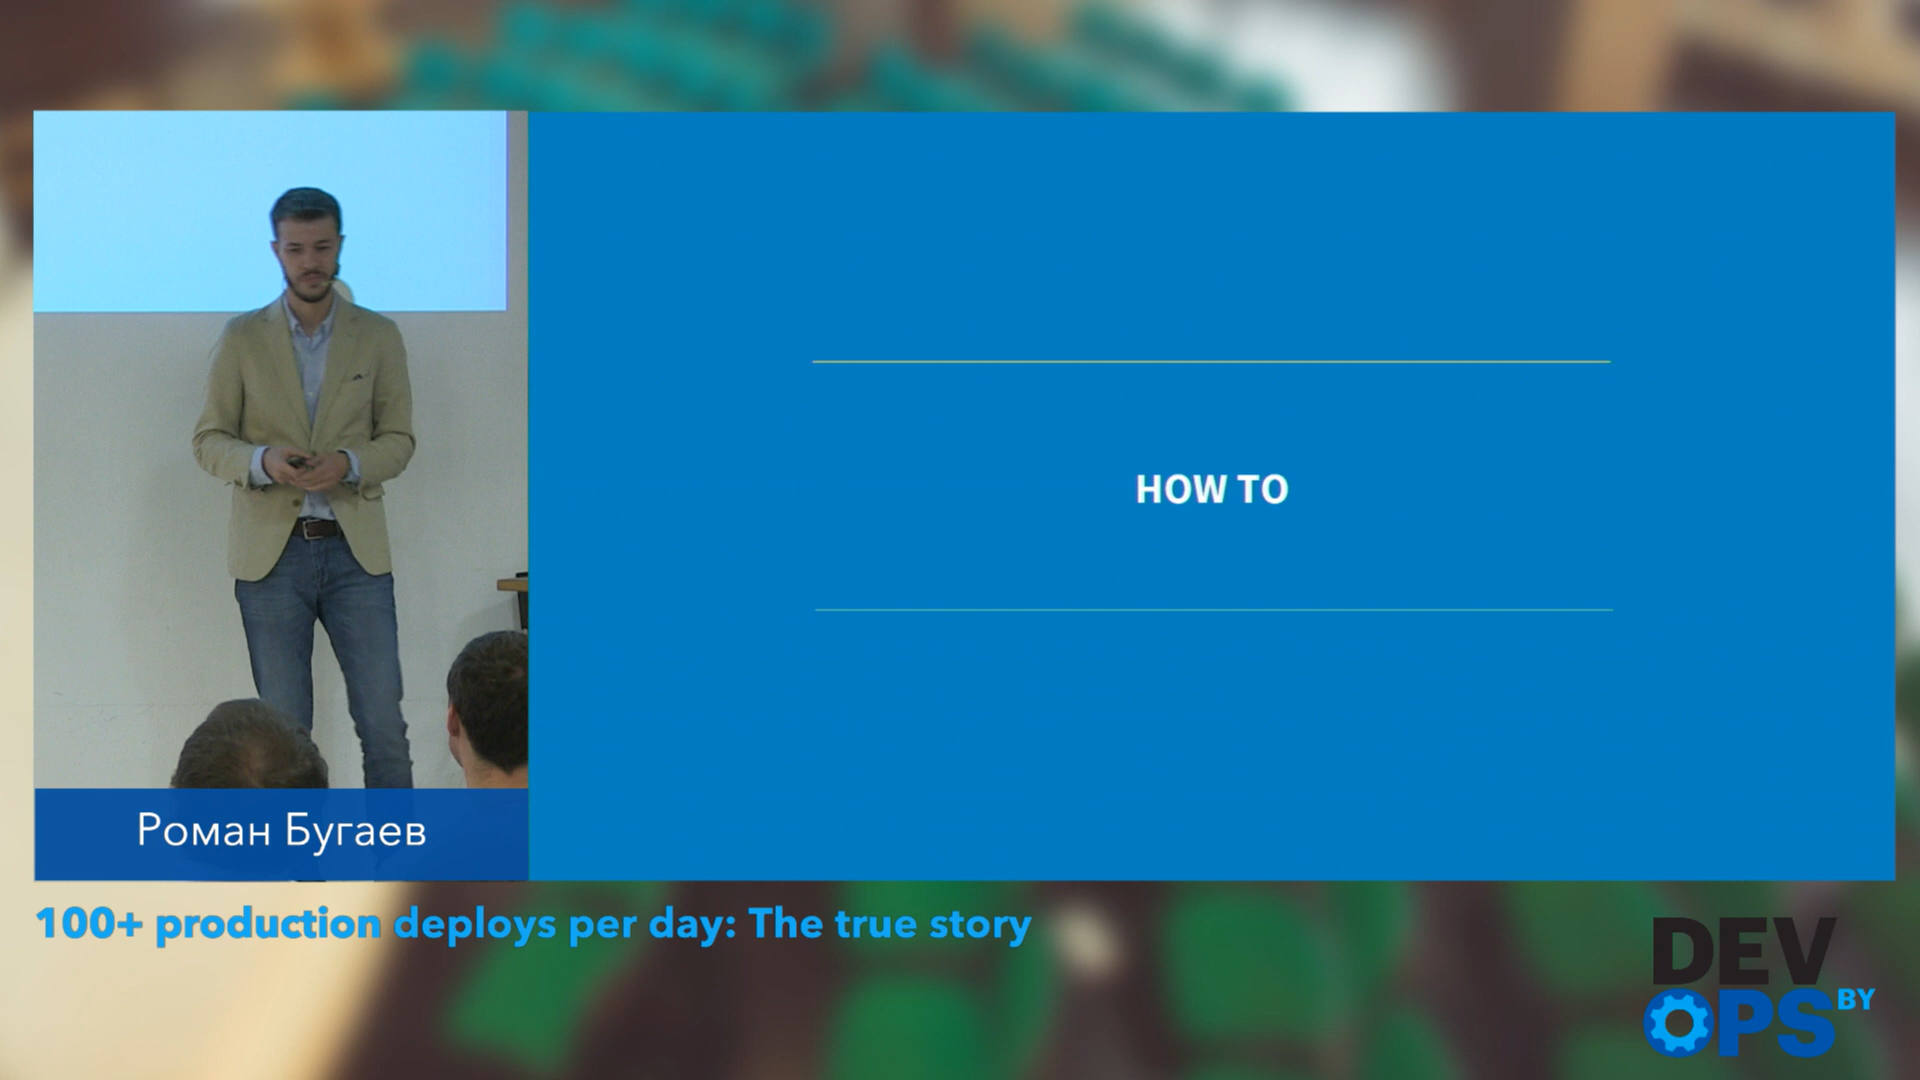 HOW TO
Роман Бугаев
100+ production deploys per day: The true story
DEV
OPS BY